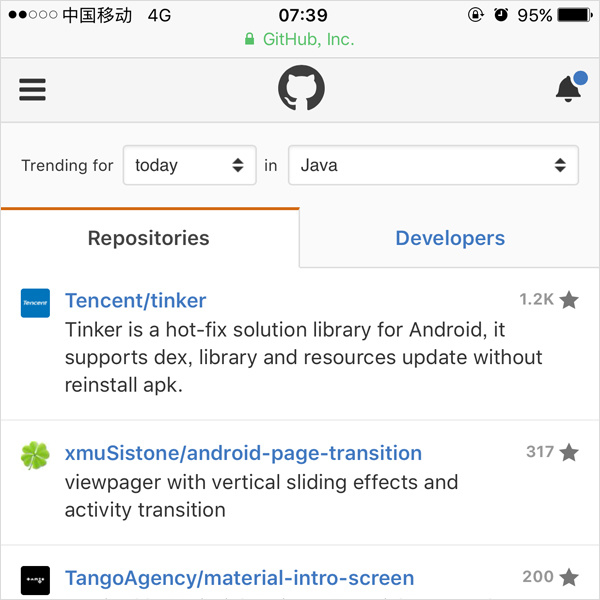 中国移动 4G 07:39 95%
GitHub, Inc.
Trending for today in Java
Repositories Developers
Tencent/tinker 1.2K
Tinker is a hot-fix solution library for Android, it
supports dex, library and resources update without
reinstall apk.
xmuSistone/android-page-transition 317
viewpager with vertical sliding effects and
activity transition
TangoAgency/material-intro-screen 200